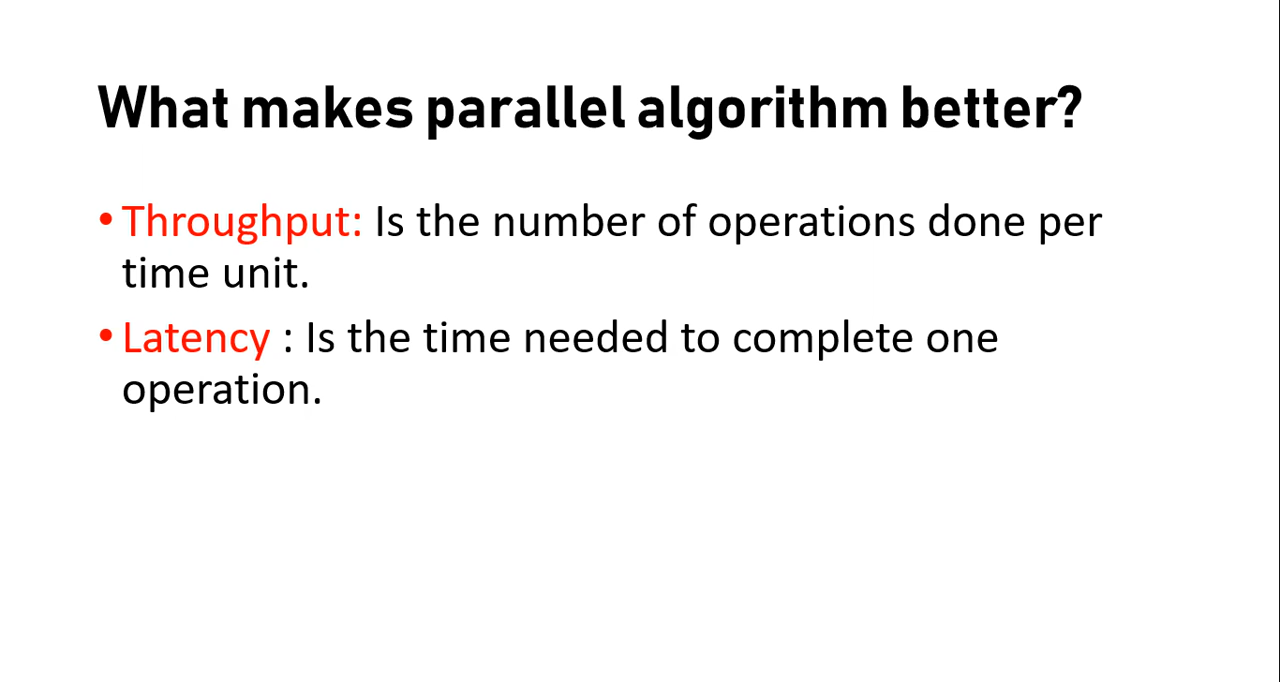 What makes parallel algorithm better?
•Throughput: Is the number of operations done per
time unit.
•Latency : Is the time needed to complete one
operation.